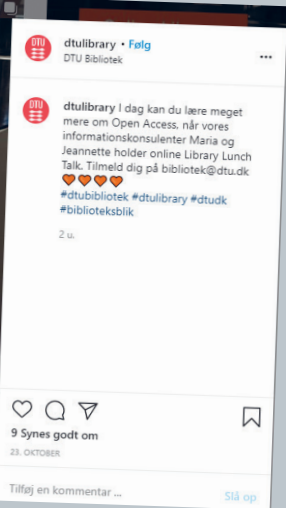 DTU
dtulibrary • Følg
DTU Bibliotek
DTU
dtulibrary I dag kan du lære meget
mere om Open Access, når vores
informationskonsulenter Maria og
Jeannette holder online Library Lunch
Talk. Tilmeld dig på bibliotek@dtu.dk
🧡🧡🧡🧡
#dtubibliotek #dtulibrary #dtudk
#biblioteksblik
2 u.
9 Synes godt om
23. OKTOBER
Tilføj en kommentar ...
Slå op